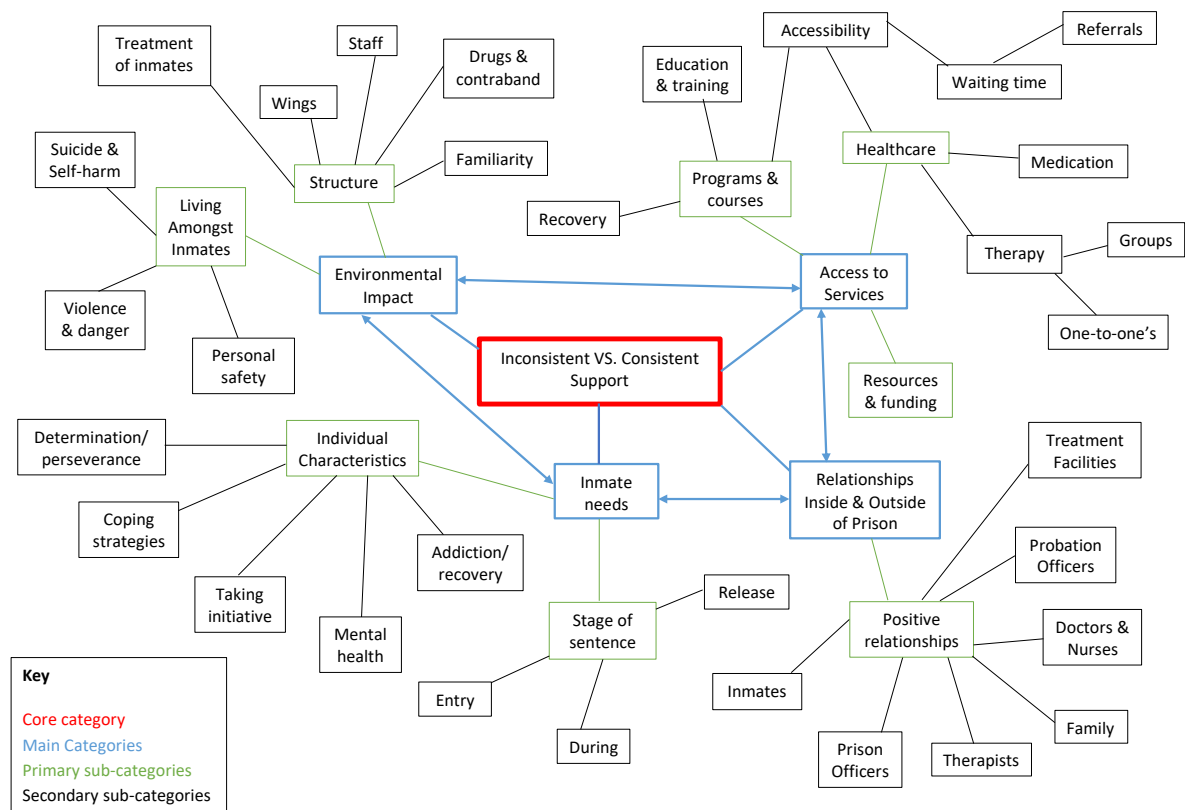 Treatment
of inmates
Staff
Drugs &
contraband
Wings
Suicide &
Self-harm
Structure
Familiarity
Living
Amongst
Inmates
Violence
& danger
Personal
safety
Environmental
Impact
Accessibility
Referrals
Education
& training
Waiting time
Healthcare
Medication
Programs &
courses
Recovery
Therapy
Groups
One-to-one’s
Access to
Services
Resources
& funding
Inconsistent VS. Consistent
Support
Determination/
perseverance
Individual
Characteristics
Coping
strategies
Taking
initiative
Mental
health
Addiction/
recovery
Inmate
needs
Relationships
Inside & Outside
of Prison
Treatment
Facilities
Probation
Officers
Release
Stage of
sentence
Entry
During
Positive
relationships
Doctors &
Nurses
Inmates
Family
Prison
Officers
Therapists
Key
Core category
Main Categories
Primary sub-categories
Secondary sub-categories